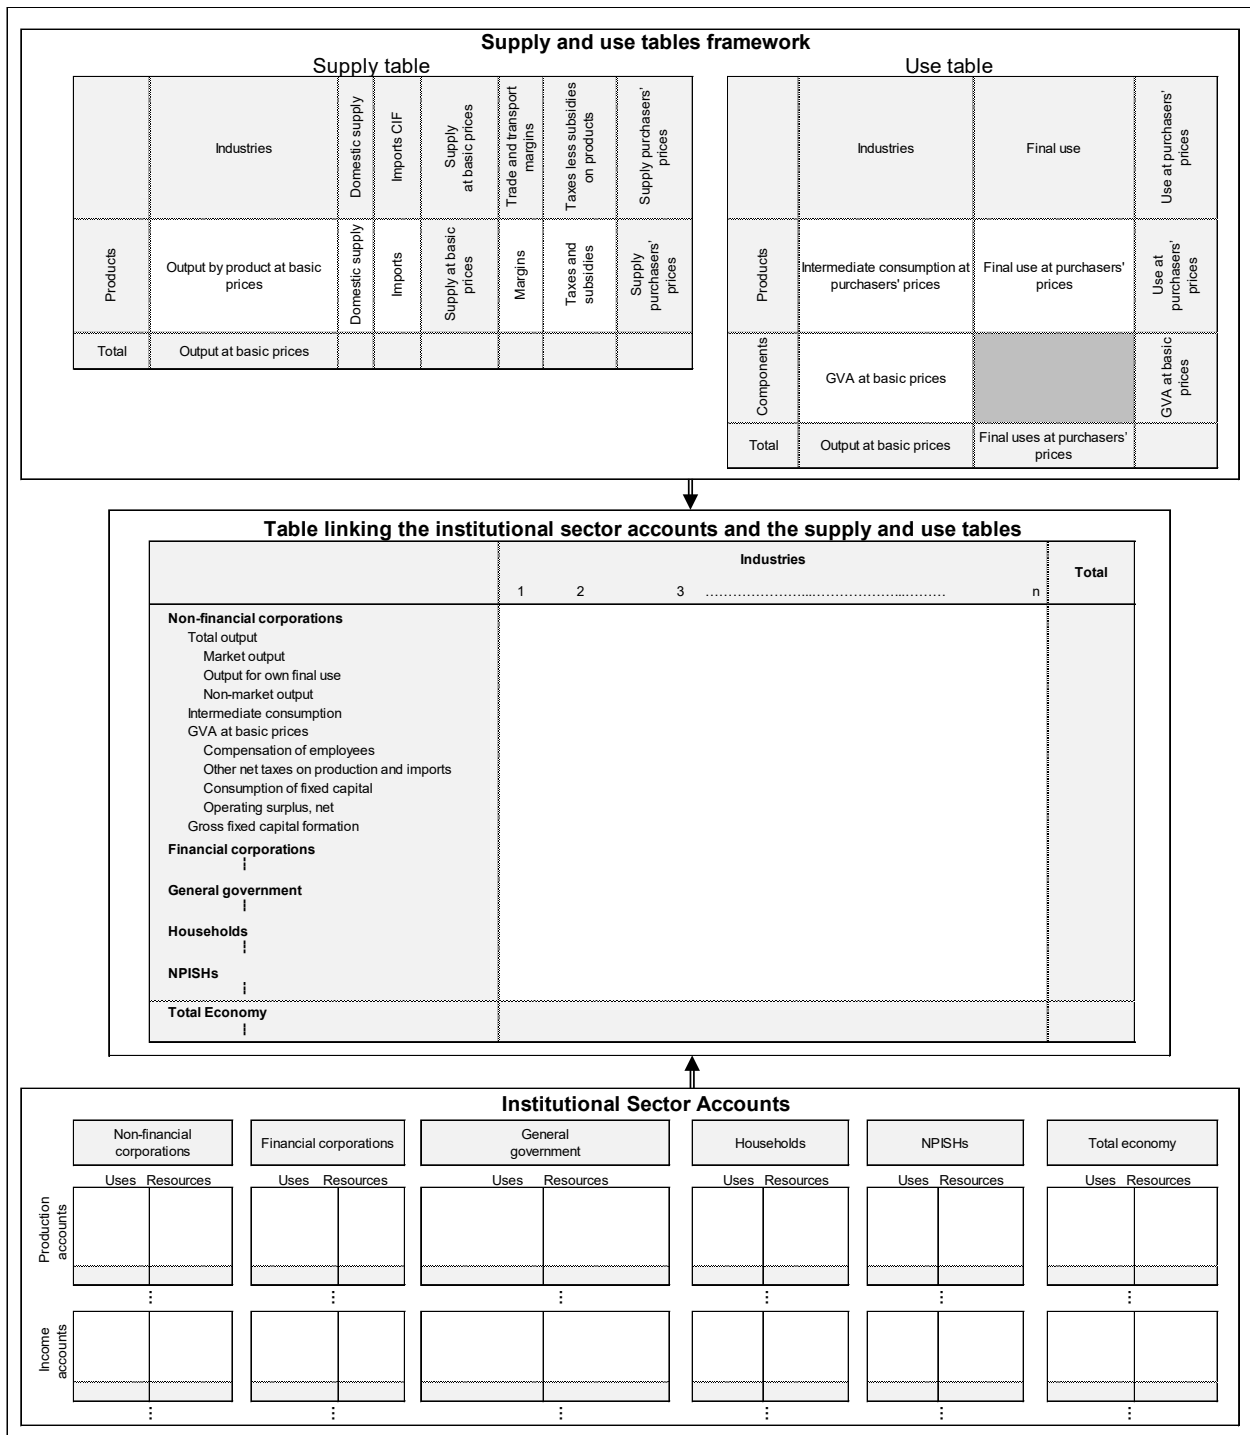 Supply and use tables framework
Supply table
Industries
Domestic supply
Imports CIF
Supply
at basic prices
Trade and transport
margins
Taxes less subsidies
on products
Supply purchasers'
prices
Products
Output by product at basic
prices
Domestic supply
Imports
Supply at basic
prices
Margins
Taxes and
subsidies
Supply
purchasers'
prices
Total
Output at basic prices
Use table
Industries
Final use
Use at purchasers'
prices
Products
Intermediate consumption at
purchasers' prices
Final use at purchasers'
prices
Use at
purchasers'
prices
Components
GVA at basic prices
GVA at basic
prices
Total
Output at basic prices
Final uses at purchasers'
prices
Table linking the institutional sector accounts and the supply and use tables
Industries
Total
1 2 3 ........................................................ n
Non-financial corporations
Total output
Market output
Output for own final use
Non-market output
Intermediate consumption
GVA at basic prices
Compensation of employees
Other net taxes on production and imports
Consumption of fixed capital
Operating surplus, net
Gross fixed capital formation
Financial corporations
General government
Households
NPISHs
Total Economy
Institutional Sector Accounts
Non-financial
corporations
Financial corporations
General
government
Households
NPISHs
Total economy
Uses Resources
Uses Resources
Uses Resources
Uses Resources
Uses Resources
Uses Resources
Production
accounts
Income
accounts